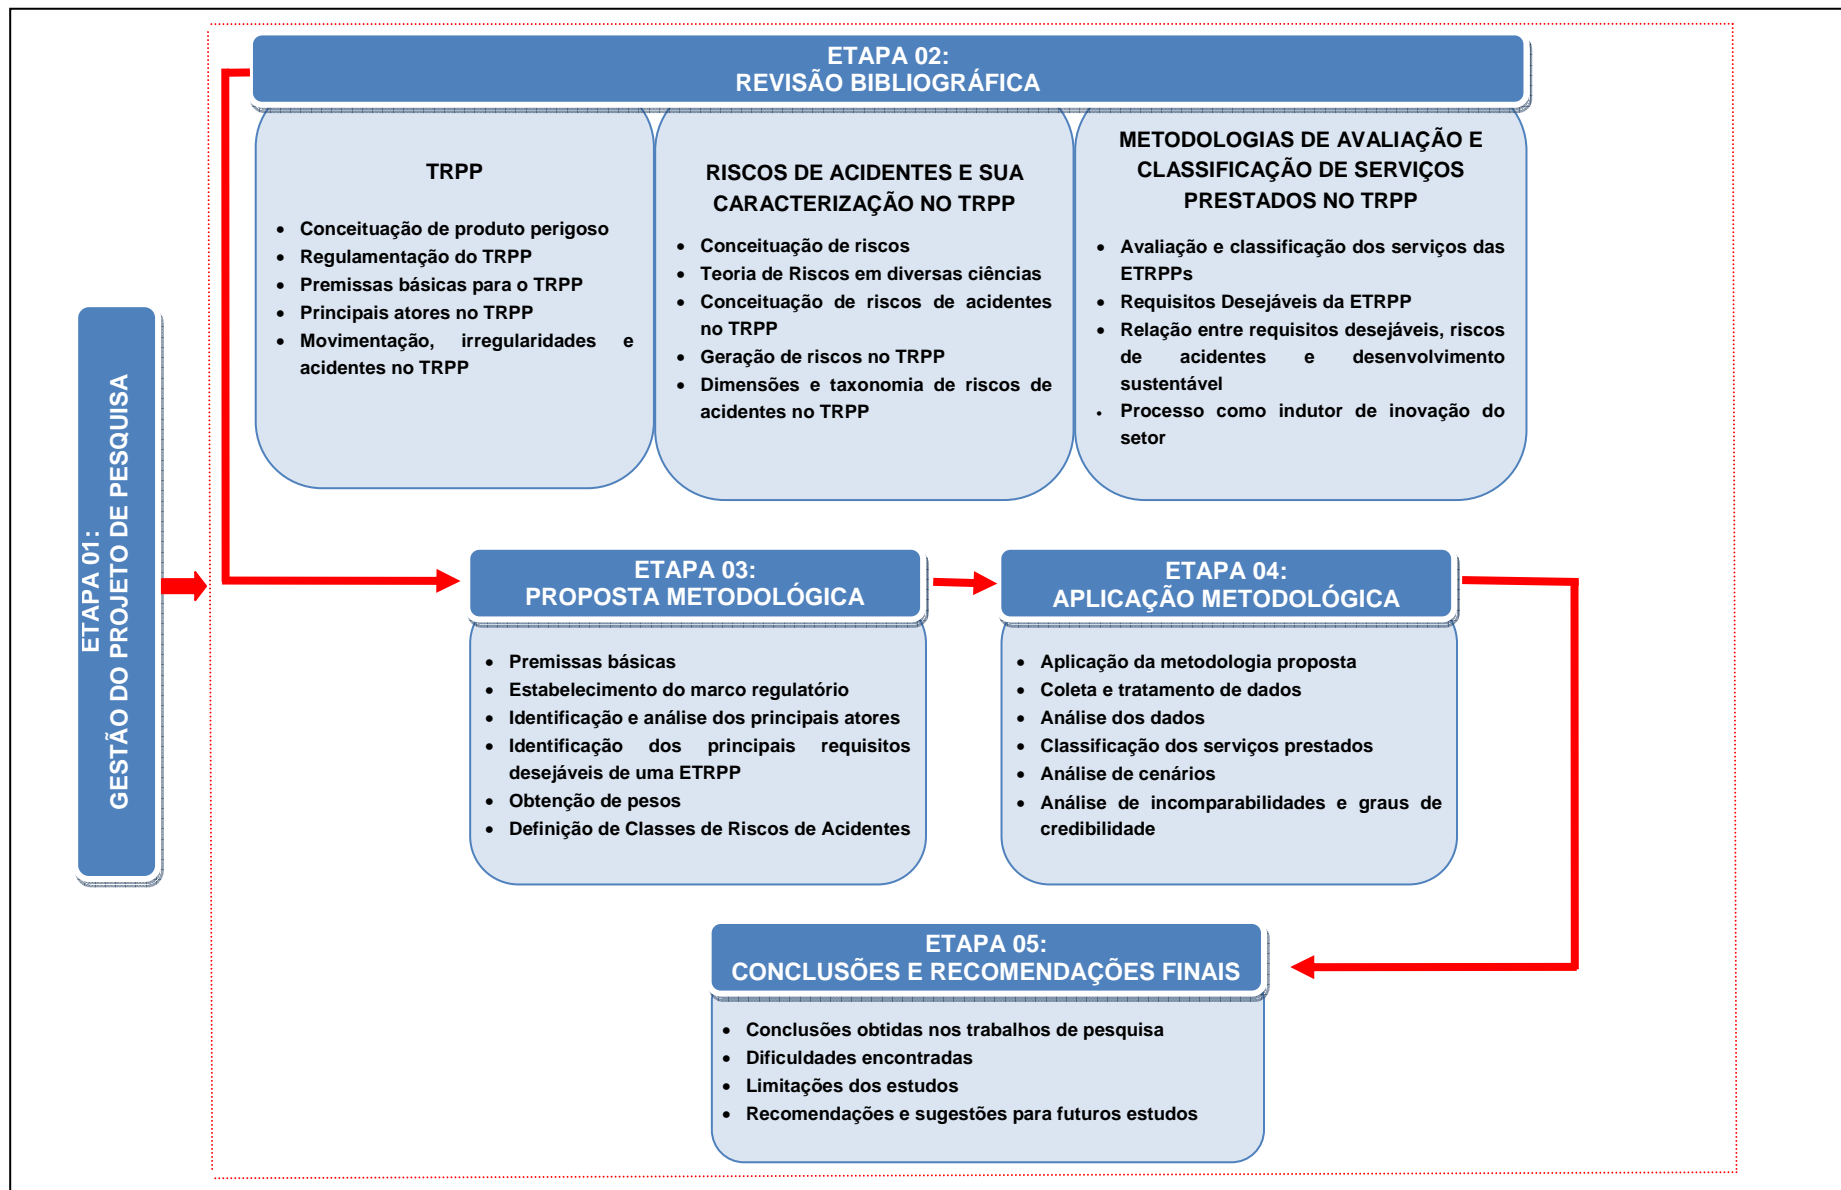 ETAPA 01:
GESTÃO DO PROJETO DE PESQUISA
ETAPA 02:
REVISÃO BIBLIOGRÁFICA
TRPP
• Conceituação de produto perigoso
• Regulamentação do TRPP
• Premissas básicas para o TRPP
• Principais atores no TRPP
• Movimentação, irregularidades e
acidentes no TRPP
RISCOS DE ACIDENTES E SUA
CARACTERIZAÇÃO NO TRPP
• Conceituação de riscos
• Teoria de Riscos em diversas ciências
• Conceituação de riscos de acidentes
no TRPP
• Geração de riscos no TRPP
• Dimensões e taxonomia de riscos de
acidentes no TRPP
METODOLOGIAS DE AVALIAÇÃO E
CLASSIFICAÇÃO DE SERVIÇOS
PRESTADOS NO TRPP
• Avaliação e classificação dos serviços das
ETRPPs
• Requisitos Desejáveis da ETRPP
• Relação entre requisitos desejáveis, riscos
de acidentes e desenvolvimento
sustentável
• Processo como indutor de inovação do
setor
ETAPA 03:
PROPOSTA METODOLÓGICA
• Premissas básicas
• Estabelecimento do marco regulatório
• Identificação e análise dos principais atores
• Identificação dos principais requisitos
desejáveis de uma ETRPP
• Obtenção de pesos
• Definição de Classes de Riscos de Acidentes
ETAPA 04:
APLICAÇÃO METODOLÓGICA
• Aplicação da metodologia proposta
• Coleta e tratamento de dados
• Análise dos dados
• Classificação dos serviços prestados
• Análise de cenários
• Análise de incomparabilidades e graus de
credibilidade
ETAPA 05:
CONCLUSÕES E RECOMENDAÇÕES FINAIS
• Conclusões obtidas nos trabalhos de pesquisa
• Dificuldades encontradas
• Limitações dos estudos
• Recomendações e sugestões para futuros estudos